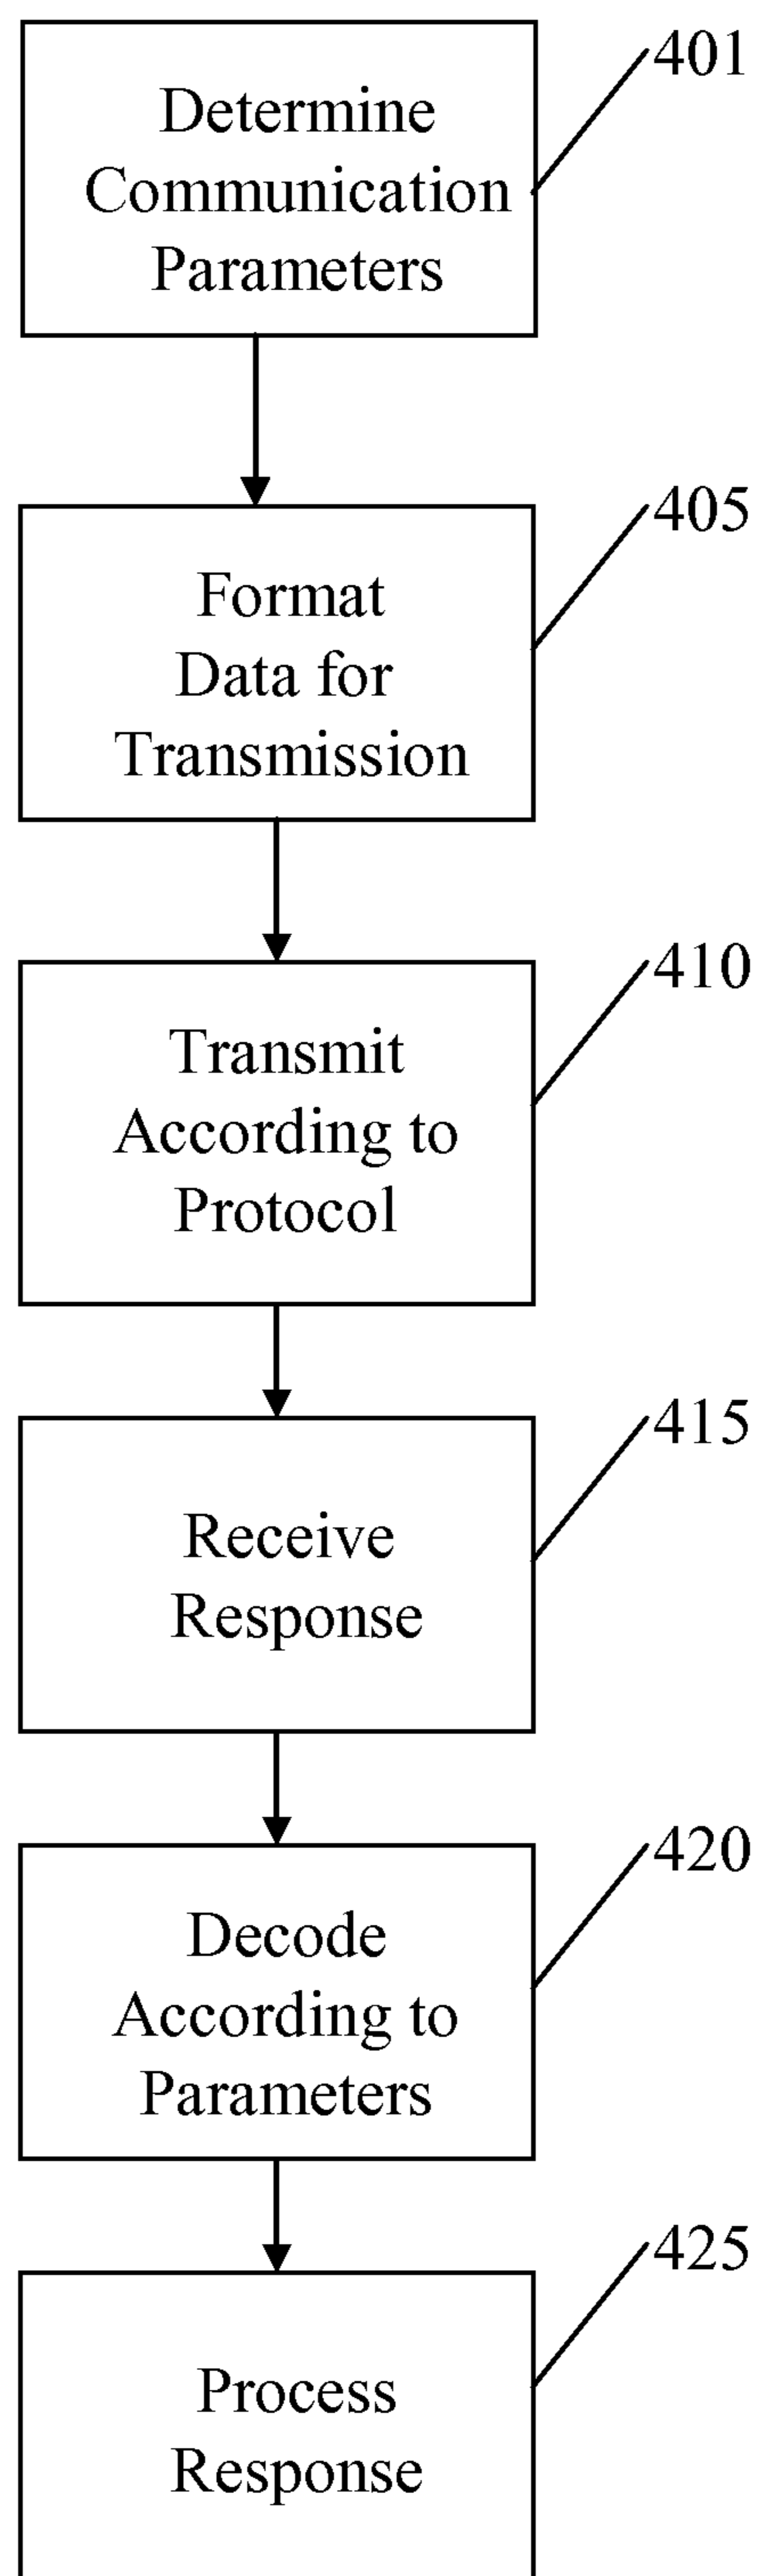 401
Determine
Communication
Parameters
405
Format
Data for
Transmission
410
Transmit
According to
Protocol
415
Receive
Response
420
Decode
According to
Parameters
425
Process
Response